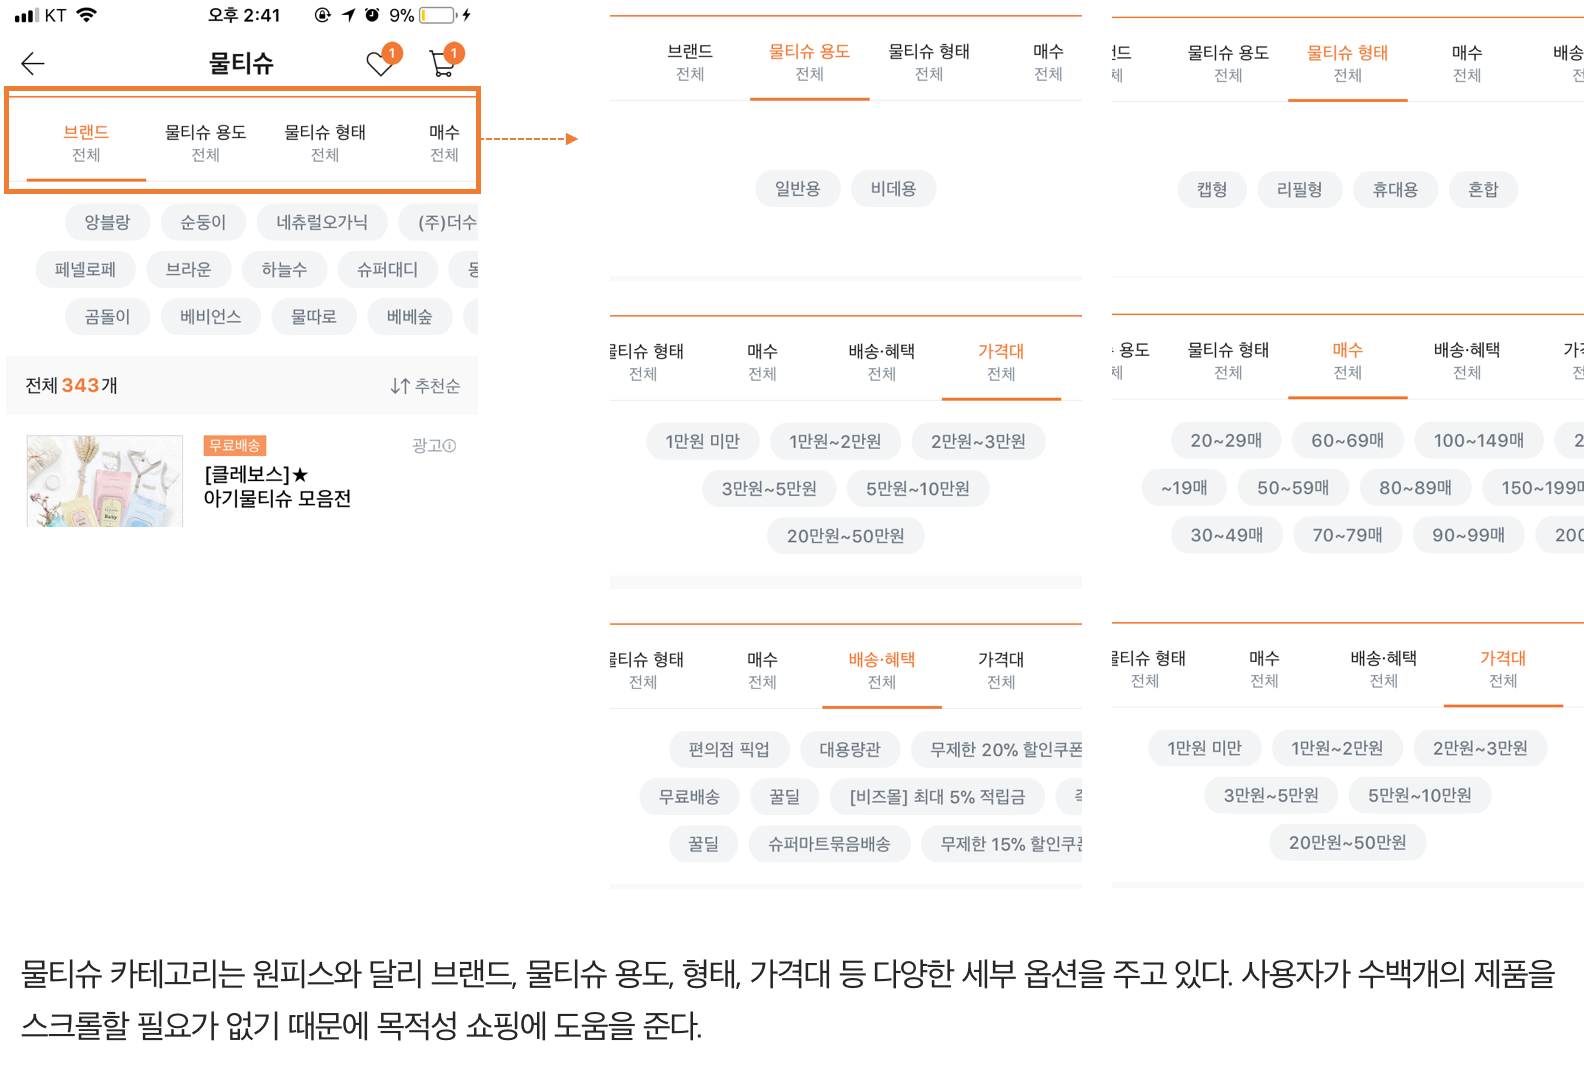 KT 오후 2:41 9%
물티슈 1 1
브랜드 물티슈 용도 물티슈 형태 매수
전체 전체 전체 전체
앙블랑 순둥이 네츄럴오가닉 (주)더수
페넬로페 브라운 하늘수 슈퍼대디
곰돌이 베비언스 물따로 베베숲
전체 343개 추천순
무료배송 광고
[클레보스]★
아기물티슈 모음전
브랜드 물티슈 용도 물티슈 형태 매수
전체 전체 전체 전체
일반용 비데용
물티슈 용도 물티슈 형태 매수 배송
전체 전체 전체
캡형 리필형 휴대용 혼합
물티슈 형태 매수 배송·혜택 가격대
전체 전체 전체 전체
1만원 미만 1만원~2만원 2만원~3만원
3만원~5만원 5만원~10만원
20만원~50만원
용도 물티슈 형태 매수 배송·혜택
전체 전체 전체
20~29매 60~69매 100~149매
~19매 50~59매 80~89매 150~199매
30~49매 70~79매 90~99매 200
물티슈 형태 매수 배송·혜택 가격대
전체 전체 전체 전체
편의점 픽업 대용량관 무제한 20% 할인쿠폰
무료배송 꿀딜 [비즈몰] 최대 5% 적립금
꿀딜 슈퍼마트묶음배송 무제한 15% 할인쿠폰
물티슈 형태 매수 배송·혜택 가격대
전체 전체 전체 전체
1만원 미만 1만원~2만원 2만원~3만원
3만원~5만원 5만원~10만원
20만원~50만원
물티슈 카테고리는 원피스와 달리 브랜드, 물티슈 용도, 형태, 가격대 등 다양한 세부 옵션을 주고 있다. 사용자가 수백개의 제품을
스크롤할 필요가 없기 때문에 목적성 쇼핑에 도움을 준다.